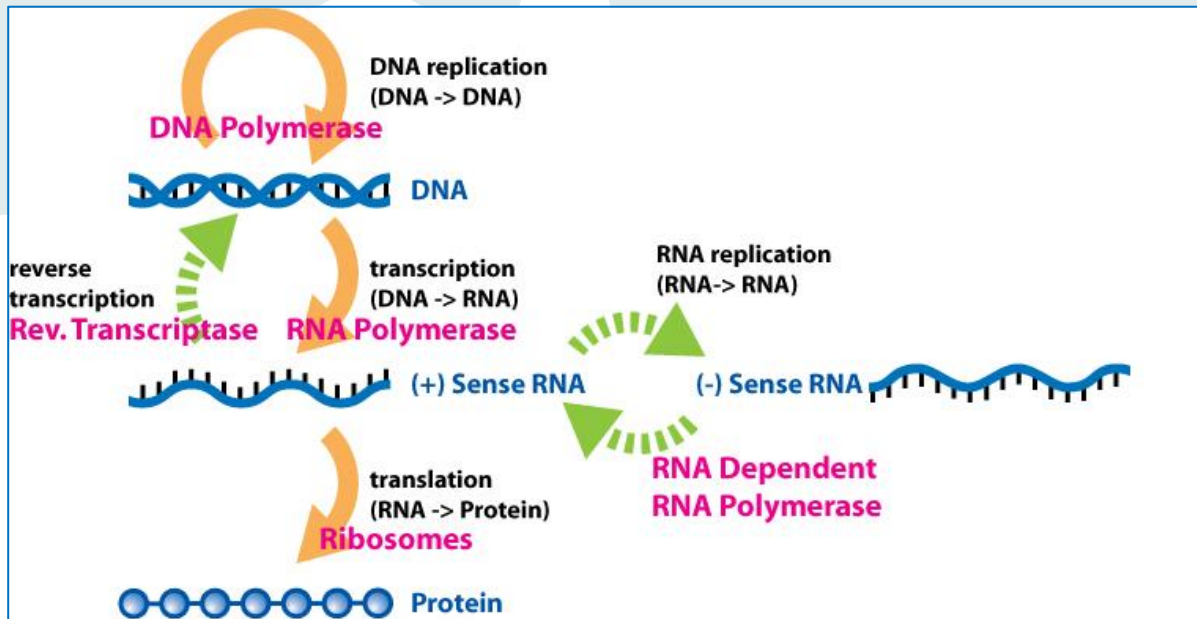 DNA replication
(DNA -> DNA)
DNA Polymerase
DNA
reverse
transcription
Rev. Transcriptase
transcription
(DNA -> RNA)
RNA Polymerase
RNA replication
(RNA-> RNA)
(+) Sense RNA
(-) Sense RNA
RNA Dependent
RNA Polymerase
translation
(RNA -> Protein)
Ribosomes
Protein